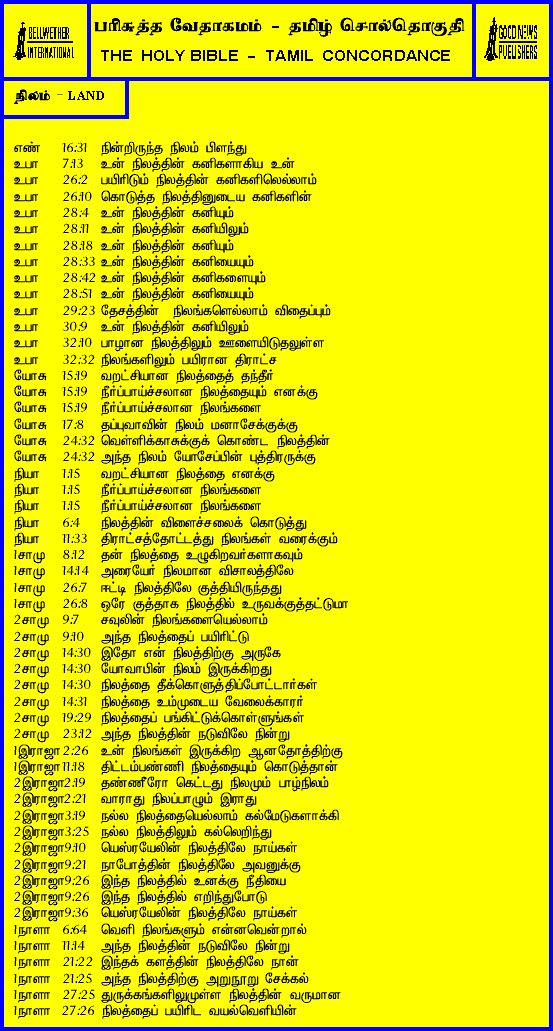 BELLWETHER
INTERNATIONAL
பரிசுத்த வேதாகமம் - தமிழ் சொல்தொகுதி
THE HOLY BIBLE - TAMIL CONCORDANCE
GOOD NEWS
PUBLISHERS
நிலம் - LAND
எண் 16:31 நின்றிருந்த நிலம் பிளந்து
உபா 7:13 உன் நிலத்தின் கனிகளாகிய உன்
உபா 26:2 பயிரிடும் நிலத்தின் கனிகளிலெல்லாம்
உபா 26:10 கொடுத்த நிலத்தினுடைய கனிகளின்
உபா 28:4 உன் நிலத்தின் கனியும்
உபா 28:11 உன் நிலத்தின் கனியிலும்
உபா 28:18 உன் நிலத்தின் கனியும்
உபா 28:33 உன் நிலத்தின் கனியையும்
உபா 28:42 உன் நிலத்தின் கனிகளையும்
உபா 28:51 உன் நிலத்தின் கனியையும்
உபா 29:23 தேசத்தின் நிலங்களெல்லாம் விதைப்பும்
உபா 30:9 உன் நிலத்தின் கனியிலும்
உபா 32:10 பாழான நிலத்திலும் ஊளையிடுதலுள்ள
உபா 32:32 நிலங்களிலும் பயிரான திராட்ச
யோசு 15:19 வறட்சியான நிலத்தைத் தந்தீர்
யோசு 15:19 நீர்ப்பாய்ச்சலான நிலத்தையும் எனக்கு
யோசு 15:19 நீர்ப்பாய்ச்சலான நிலங்களை
யோசு 17:8 தப்புவாவின் நிலம் மனாசேக்குக்கு
யோசு 24:32 வெள்ளிக்காசுக்குக் கொண்ட நிலத்தின்
யோசு 24:32 அந்த நிலம் யோசேப்பின் புத்திரருக்கு
நியா 1:15 வறட்சியான நிலத்தை எனக்கு
நியா 1:15 நீர்ப்பாய்ச்சலான நிலங்களை
நியா 1:15 நீர்ப்பாய்ச்சலான நிலங்களை
நியா 6:4 நிலத்தின் விளைச்சலைக் கொடுத்து
நியா 11:33 திராட்சத்தோட்டத்து நிலங்கள் வரைக்கும்
1சாமு 8:12 தன் நிலத்தை உழுகிறவர்களாகவும்
1சாமு 14:14 அரையேர் நிலமான விசாலத்திலே
1சாமு 26:7 ஈட்டி நிலத்திலே குத்தியிருந்தது
1சாமு 26:8 ஒரே குத்தாக நிலத்தில் உருவக்குத்தட்டுமா
2சாமு 9:7 சவுலின் நிலங்களையெல்லாம்
2சாமு 9:10 அந்த நிலத்தைப் பயிரிட்டு
2சாமு 14:30 இதோ என் நிலத்திற்கு அருகே
2சாமு 14:30 யோவாபின் நிலம் இருக்கிறது
2சாமு 14:30 நிலத்தை தீக்கொளுத்திப்போட்டார்கள்
2சாமு 14:31 நிலத்தை உம்முடைய வேலைக்காரர்
2சாமு 19:29 நிலத்தைப் பங்கிட்டுக்கொள்ளுங்கள்
2சாமு 23:12 அந்த நிலத்தின் நடுவிலே நின்று
1இராஜா 2:26 உன் நிலங்கள் இருக்கிற ஆனதோத்திற்கு
1இராஜா 11:18 திட்டம்பண்ணி நிலத்தையும் கொடுத்தான்
2இராஜா 2:19 தண்ணீரோ கெட்டது நிலமும் பாழ்நிலம்
2இராஜா 2:21 வாராது நிலப்பாழும் இராது
2இராஜா 3:19 நல்ல நிலத்தையெல்லாம் கல்மேடுகளாக்கி
2இராஜா 3:25 நல்ல நிலத்திலும் கல்லெறிந்து
2இராஜா 9:10 யெஸ்ரயேலின் நிலத்திலே நாய்கள்
2இராஜா 9:21 நாபோத்தின் நிலத்திலே அவனுக்கு
2இராஜா 9:26 இந்த நிலத்தில் உனக்கு நீதியை
2இராஜா 9:26 இந்த நிலத்தில் எறிந்துபோடு
2இராஜா 9:36 யெஸ்ரயேலின் நிலத்திலே நாய்கள்
1நாளா 6:64 வெளி நிலங்களும் என்னவென்றால்
1நாளா 11:14 அந்த நிலத்தின் நடுவிலே நின்று
1நாளா 21:22 இந்தக் களத்தின் நிலத்திலே நான்
1நாளா 21:25 அந்த நிலத்திற்கு அறுநூறு சேக்கல்
1நாளா 27:25 துருக்கங்களிலுமுள்ள நிலத்தின் வருமான
1நாளா 27:26 நிலத்தைப் பயிரிட வயல்வெளியின்